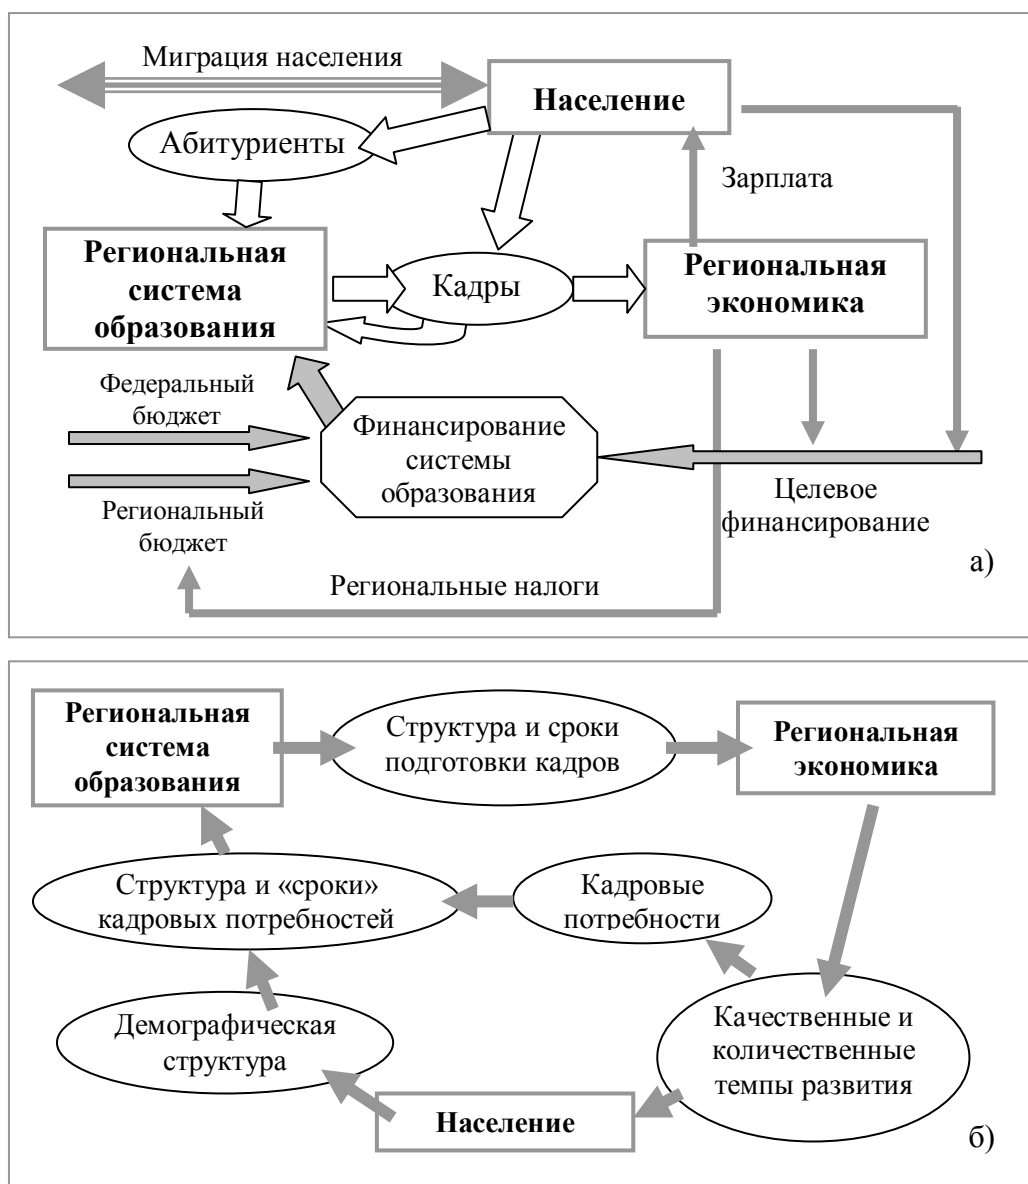 Миграция населения
Население
Абитуриенты
Зарплата
Региональная
система
образования
Кадры
Региональная
экономика
Федеральный
бюджет
Финансирование
системы
образования
Целевое
финансирование
Региональный
бюджет
а)
Региональные налоги
Региональная
система
образования
Структура и сроки
подготовки кадров
Региональная
экономика
Структура и «сроки»
кадровых потребностей
Кадровые
потребности
Демографическая
структура
Качественные и
количественные
темпы развития
Население
б)